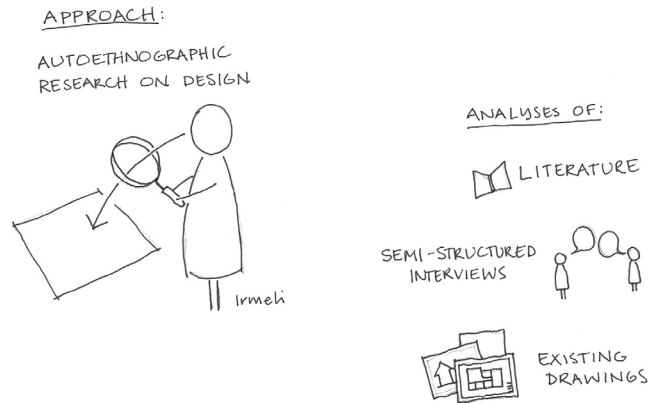 APPROACH:
AUTOETHNOGRAPHIC
RESEARCH ON DESIGN
Irmeli
ANALYSES OF:
LITERATURE
SEMI-STRUCTURED
INTERVIEWS
EXISTING
DRAWINGS